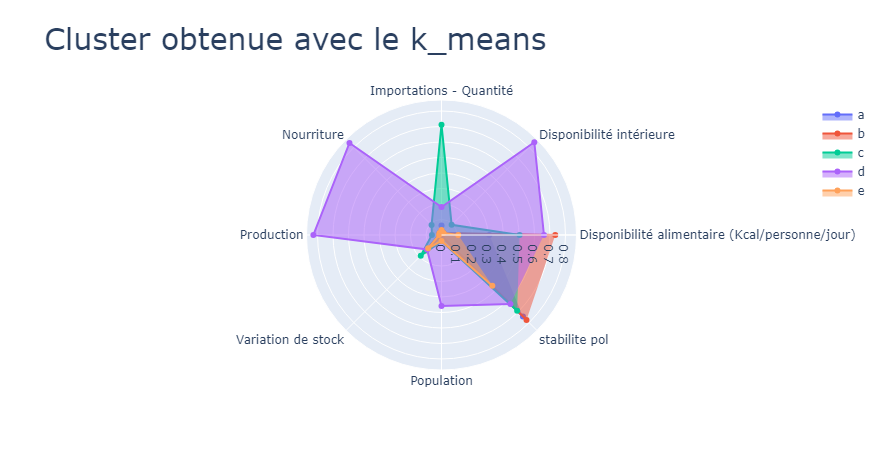 Cluster obtenue avec le k_means
Importations - Quantité
Nourriture
Disponibilité intérieure
Production
Disponibilité alimentaire (Kcal/personne/jour)
0
0.1
0.2
0.3
0.4
0.5
0.6
0.7
0.8
Variation de stock
stabilite pol
Population
a
b
c
d
e